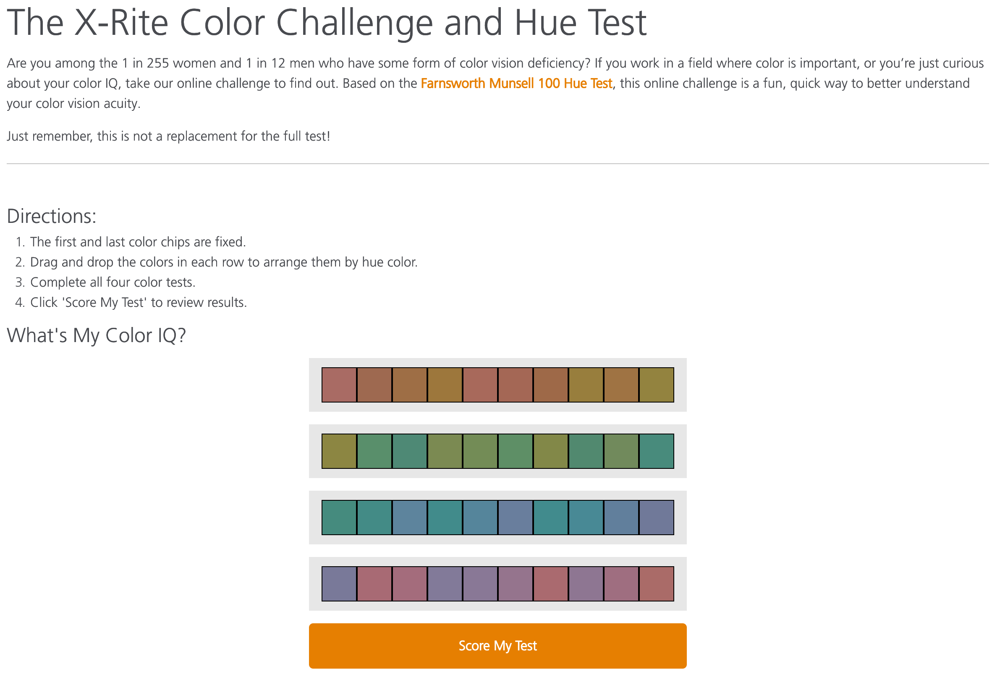 The X-Rite Color Challenge and Hue Test
Are you among the 1 in 255 women and 1 in 12 men who have some form of color vision deficiency? If you work in a field where color is important, or you’re just curious
about your color IQ, take our online challenge to find out. Based on the Farnsworth Munsell 100 Hue Test, this online challenge is a fun, quick way to better understand
your color vision acuity.
Just remember, this is not a replacement for the full test!
Directions:
1. The first and last color chips are fixed.
2. Drag and drop the colors in each row to arrange them by hue color.
3. Complete all four color tests.
4. Click 'Score My Test' to review results.
What's My Color IQ?
Score My Test